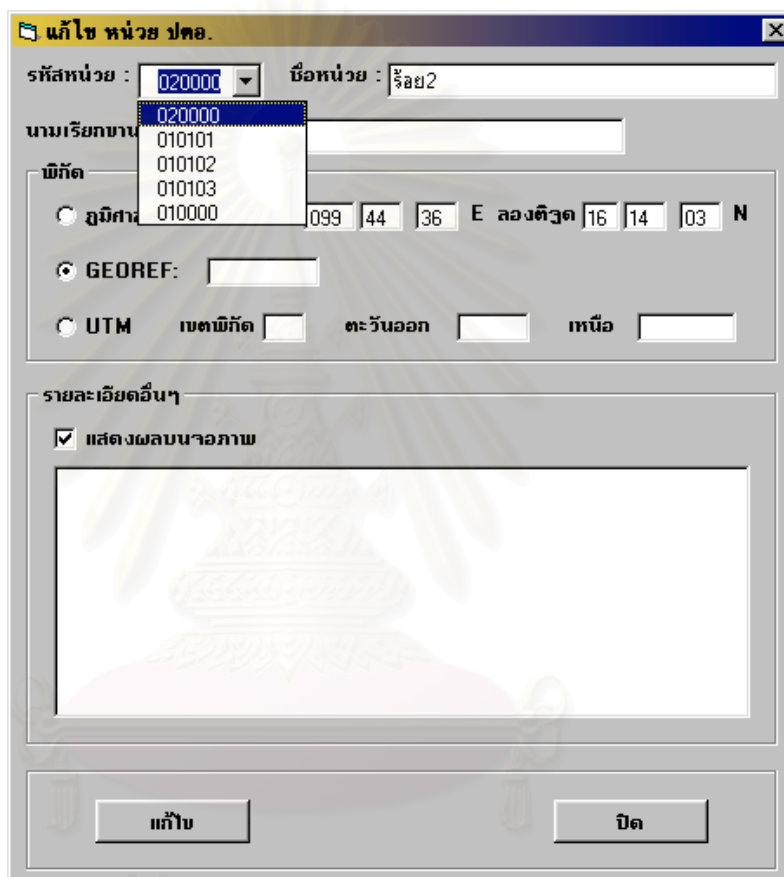 แก้ไข หน่วย ปตอ.
รหัสหน่วย : 020000 ชื่อหน่วย : ร้อย2
020000
010101
010102
010103
010000
นามเรียกขาน
พิกัด
099 44 36 E ลองติจูด 16 14 03 N
GEOREF:
UTM เขตพิกัด ตะวันออก เหนือ
รายละเอียดอื่นๆ
แสดงผลบนจอภาพ
แก้ไข ปิด